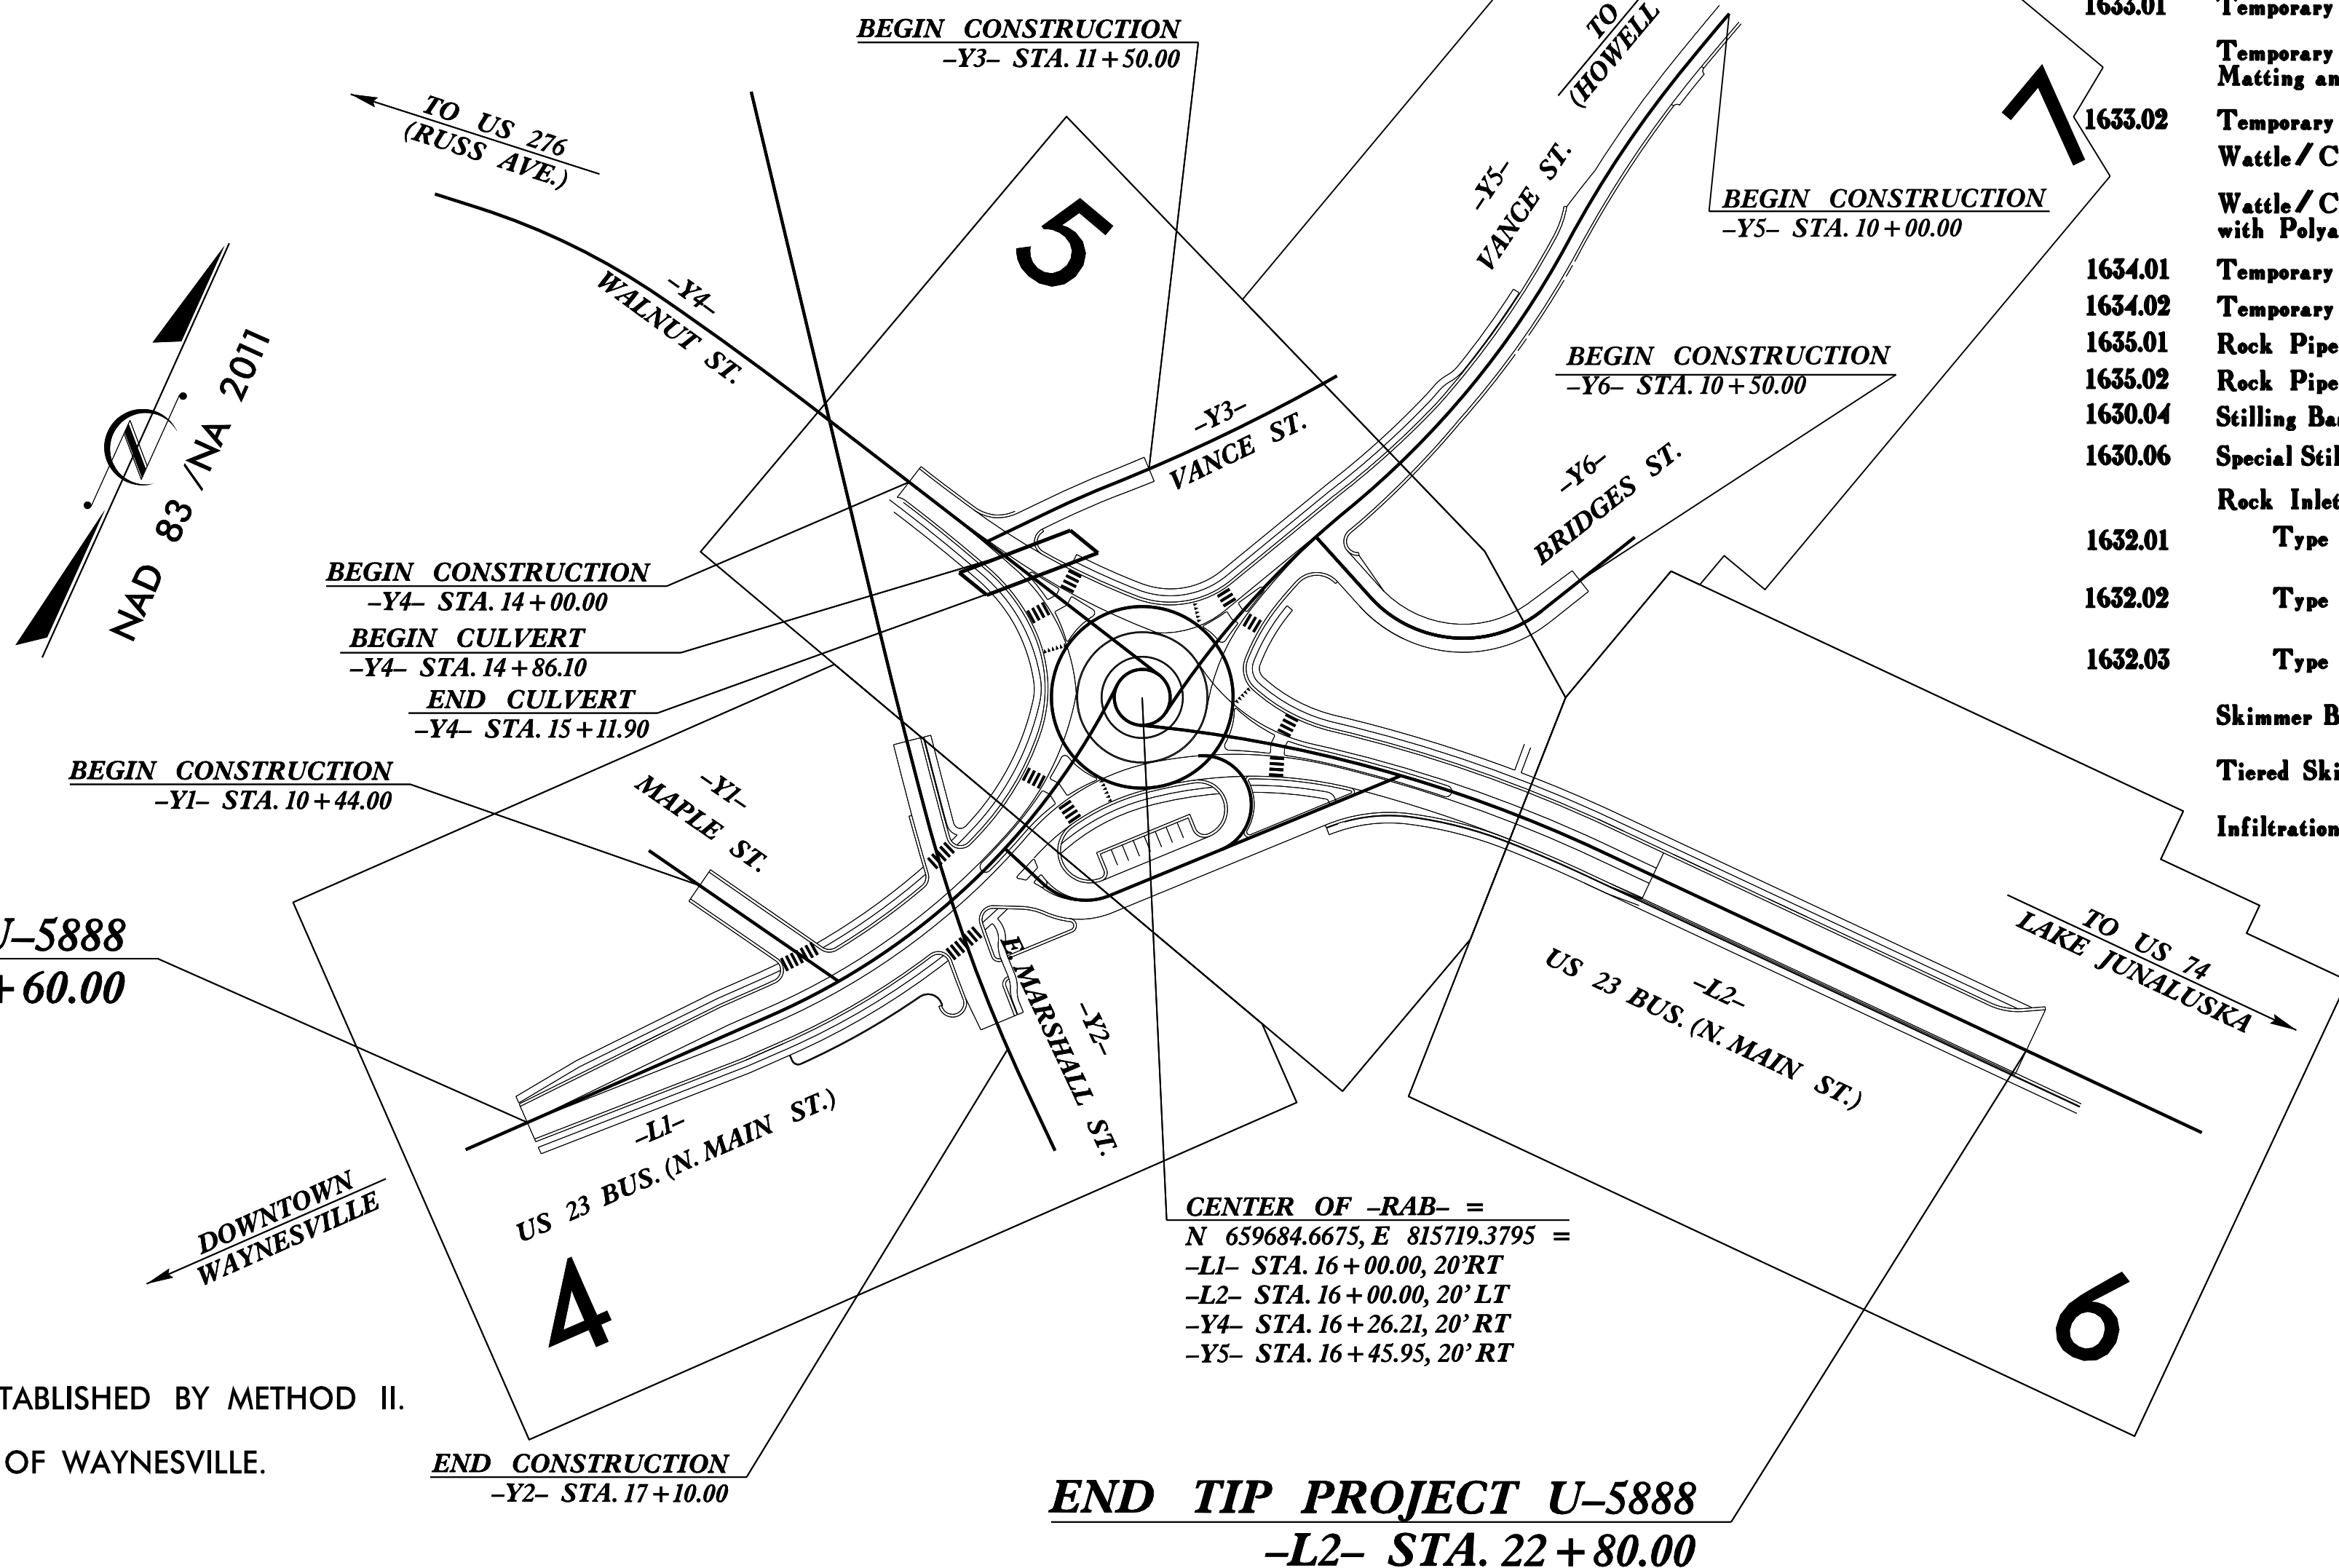 BEGIN CONSTRUCTION
–Y3– STA. 11+50.00
TO US 276
(RUSS AVE.)
TO
(HOWELL
–Y5–
VANCE ST.
BEGIN CONSTRUCTION
–Y5– STA. 10+00.00
7
5
–Y4–
WALNUT ST.
NAD 83 /NA 2011
N
–Y3–
VANCE ST.
BEGIN CONSTRUCTION
–Y6– STA. 10+50.00
–Y6–
BRIDGES ST.
BEGIN CONSTRUCTION
–Y4– STA. 14+00.00
BEGIN CULVERT
–Y4– STA. 14+86.10
END CULVERT
–Y4– STA. 15+11.90
BEGIN CONSTRUCTION
–Y1– STA. 10+44.00
–Y1–
MAPLE ST.
U–5888
+60.00
–L1–
US 23 BUS. (N. MAIN ST.)
DOWNTOWN
WAYNESVILLE
4
–Y2–
E. MARSHALL ST.
–L2–
US 23 BUS. (N. MAIN ST.)
TO US 74
LAKE JUNALUSKA
6
CENTER OF –RAB– =
N 659684.6675, E 815719.3795 =
–L1– STA. 16+00.00, 20'RT
–L2– STA. 16+00.00, 20' LT
–Y4– STA. 16+26.21, 20' RT
–Y5– STA. 16+45.95, 20' RT
TABLISHED BY METHOD II.
OF WAYNESVILLE.
END CONSTRUCTION
–Y2– STA. 17+10.00
END TIP PROJECT U–5888
–L2– STA. 22+80.00
1633.01 Temporary
Temporary
Matting an
1633.02 Temporary
Wattle/C
Wattle/C
with Polya
1634.01 Temporary
1634.02 Temporary
1635.01 Rock Pipe
1635.02 Rock Pipe
1630.04 Stilling Ba
1630.06 Special Stil
Rock Inlet
1632.01 Type
1632.02 Type
1632.03 Type
Skimmer B
Tiered Ski
Infiltration